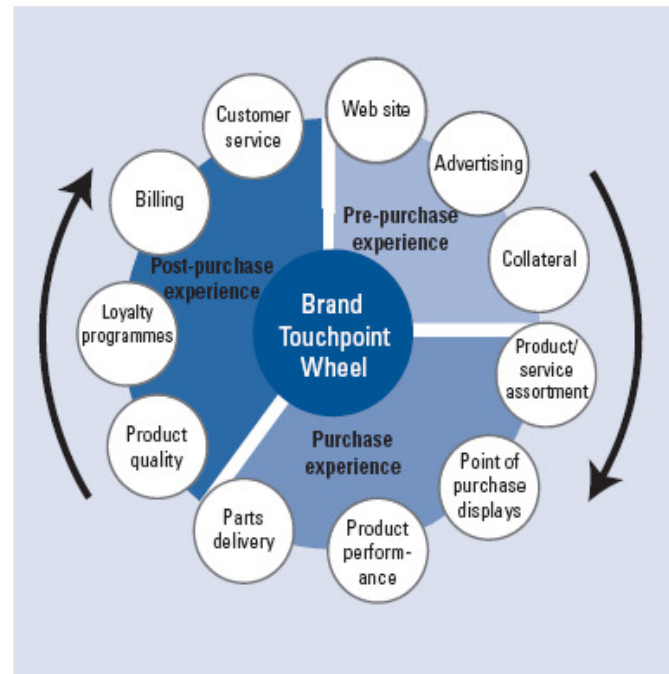 Web site
Advertising
Collateral
Product/
service
assortment
Point of
purchase
displays
Product
perform-
ance
Parts
delivery
Product
quality
Loyalty
programmes
Billing
Customer
service
Pre-purchase
experience
Purchase
experience
Post-purchase
experience
Brand
Touchpoint
Wheel